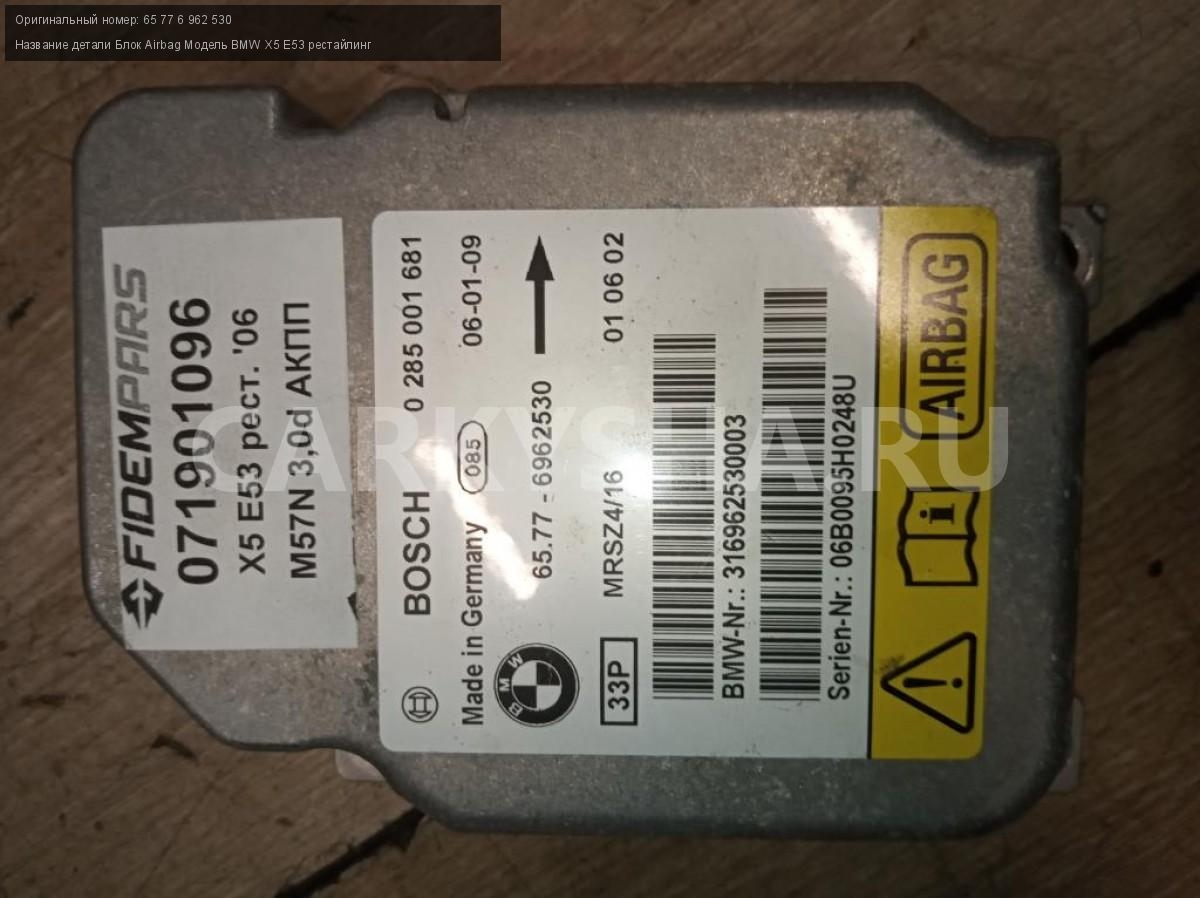 Оригинальный номер: 65 77 6 962 530
Название детали Блок Airbag Модель BMW X5 E53 рестайлинг
FIDEMPARS
071901096
X5 E53 рест. '06
M57N 3,0d АКПП
BOSCH 0 285 001 681
Made in Germany 085 06-01-09
BMW 65.77 - 6962530
33P MRSZ4/16 01 06 02
BMW-Nr.: 316962530003
Serien-Nr.: 06B0095H0248U
AIRBAG
CARKYSHA.RU